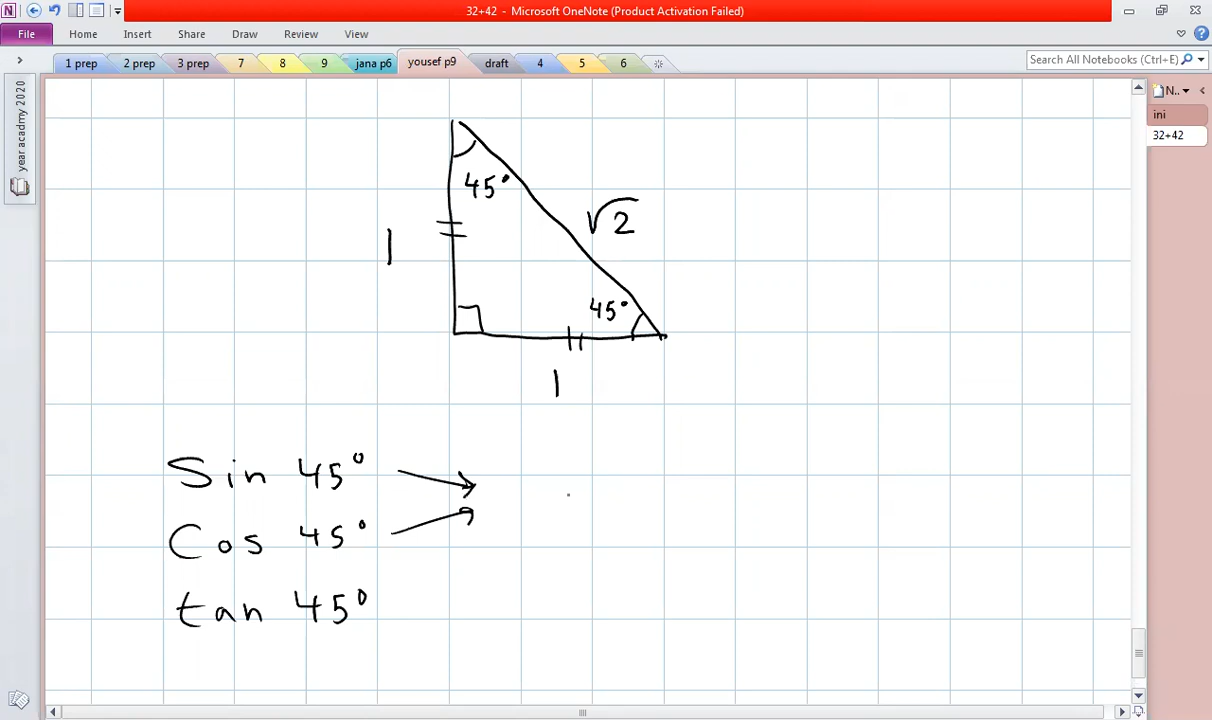 32+42 - Microsoft OneNote (Product Activation Failed)
File Home Insert Share Draw Review View
1 prep 2 prep 3 prep 7 8 9 jana p6 yousef p9 draft 4 5 6
Search All Notebooks (Ctrl+E)
N..
ini
32+42
year academy 2020
45°
√2
1
45°
1
Sin 45°
Cos 45°
tan 45°